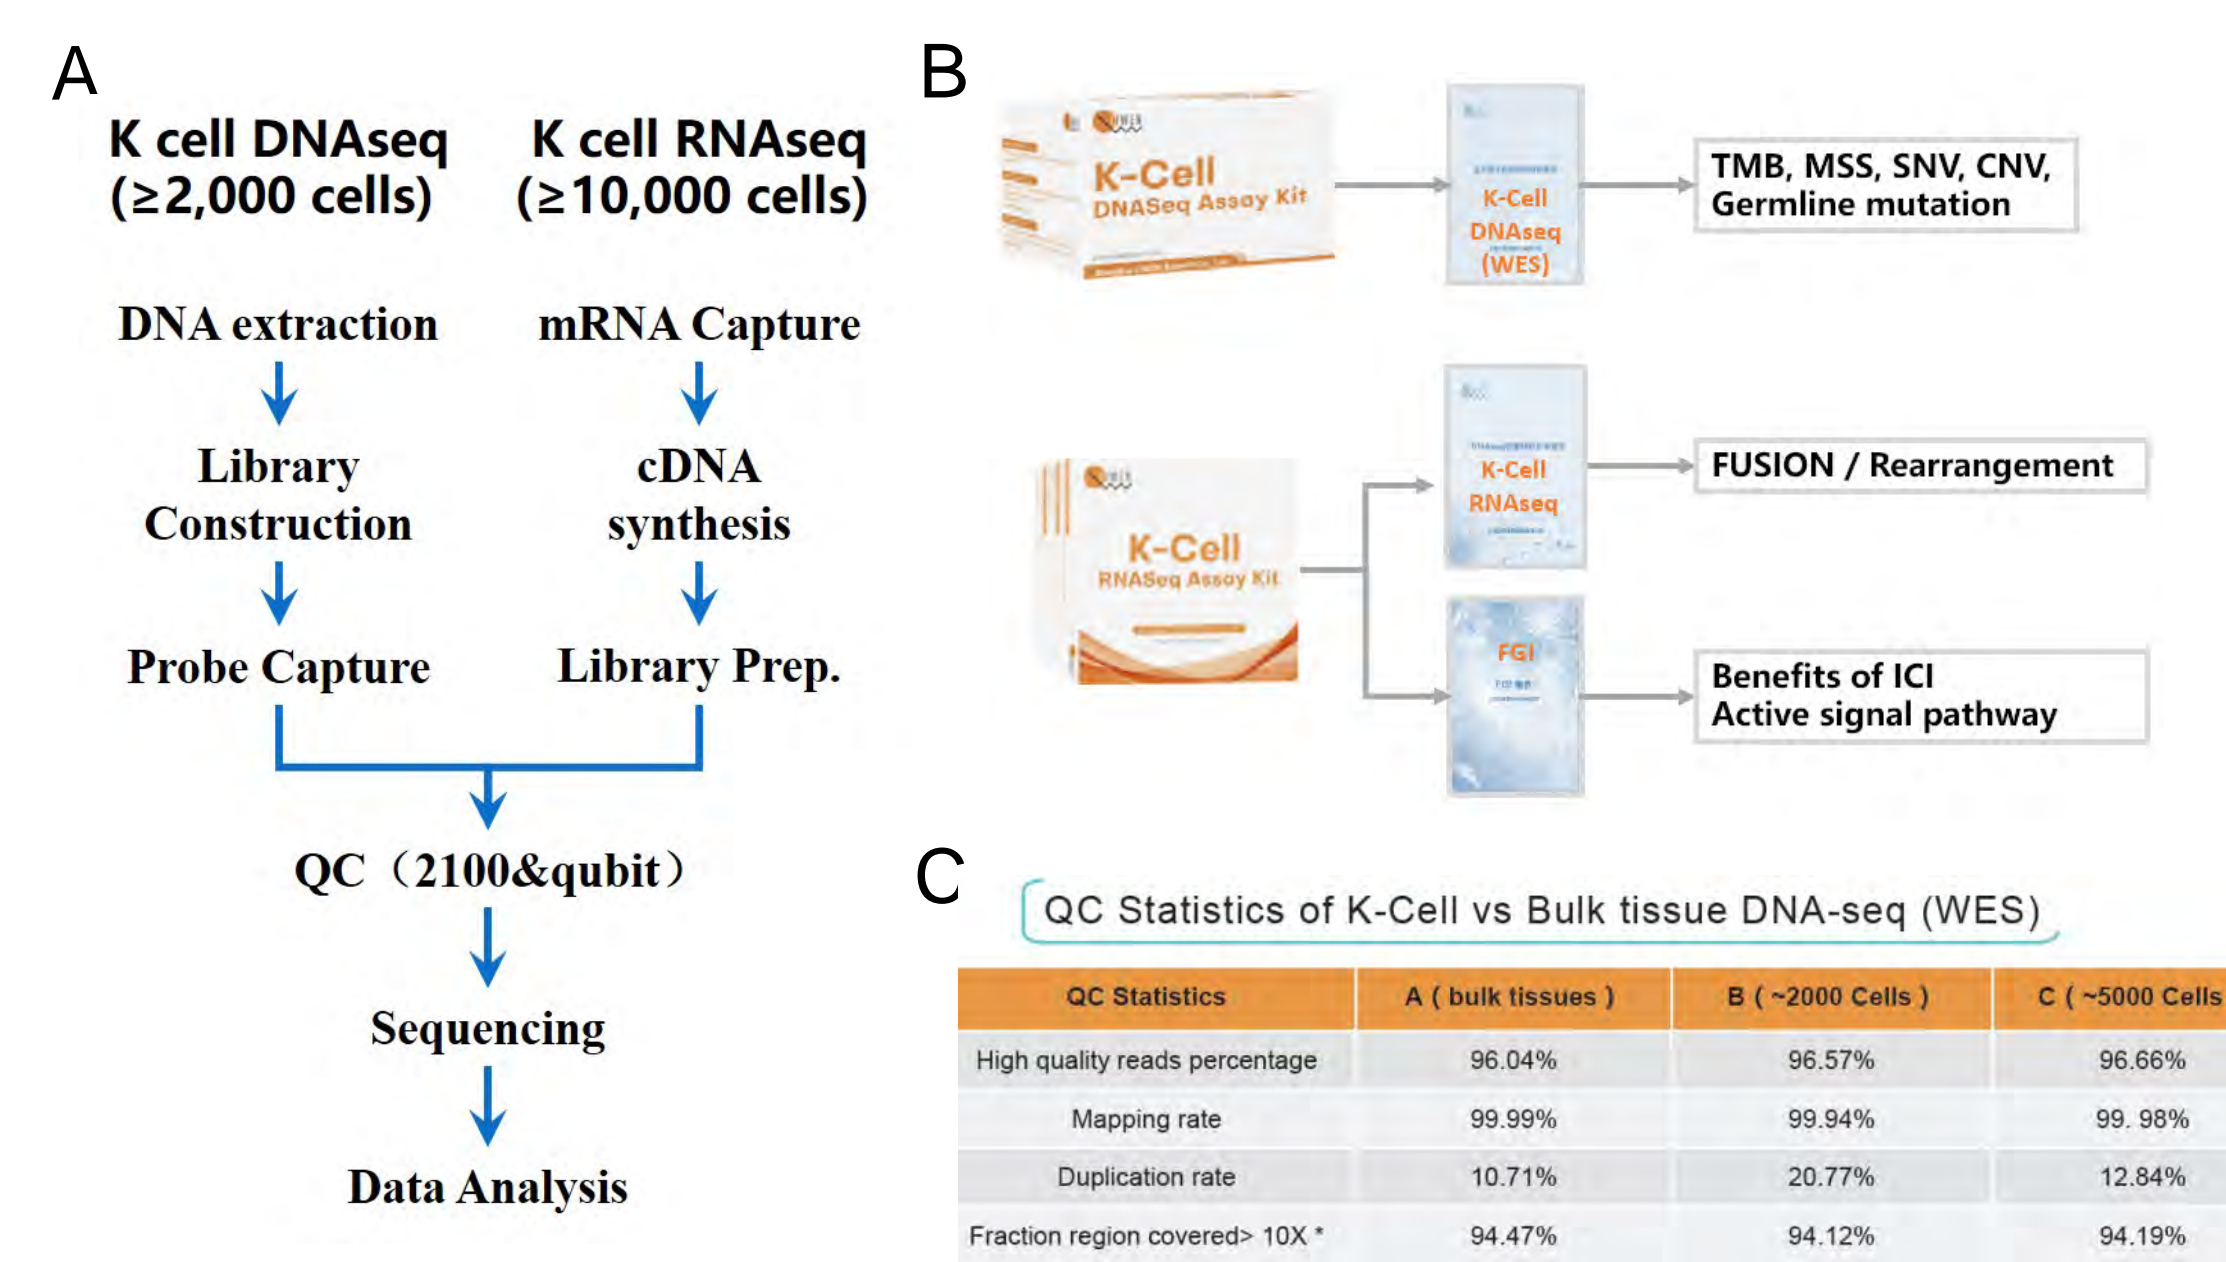 A
K cell DNAseq
(≥2,000 cells)
K cell RNAseq
(≥10,000 cells)
DNA extraction
mRNA Capture
Library
Construction
cDNA
synthesis
Probe Capture
Library Prep.
QC（2100&qubit）
Sequencing
Data Analysis
B
K-Cell
DNASeq Assay Kit
K-Cell
DNAseq
(WES)
TMB, MSS, SNV, CNV,
Germline mutation
K-Cell
RNASeq Assay Kit
K-Cell
RNAseq
FUSION / Rearrangement
FGI
Benefits of ICI
Active signal pathway
C
QC Statistics of K-Cell vs Bulk tissue DNA-seq (WES)
QC Statistics A ( bulk tissues ) B ( ~2000 Cells ) C ( ~5000 Cells
High quality reads percentage 96.04% 96.57% 96.66%
Mapping rate 99.99% 99.94% 99. 98%
Duplication rate 10.71% 20.77% 12.84%
Fraction region covered> 10X * 94.47% 94.12% 94.19%